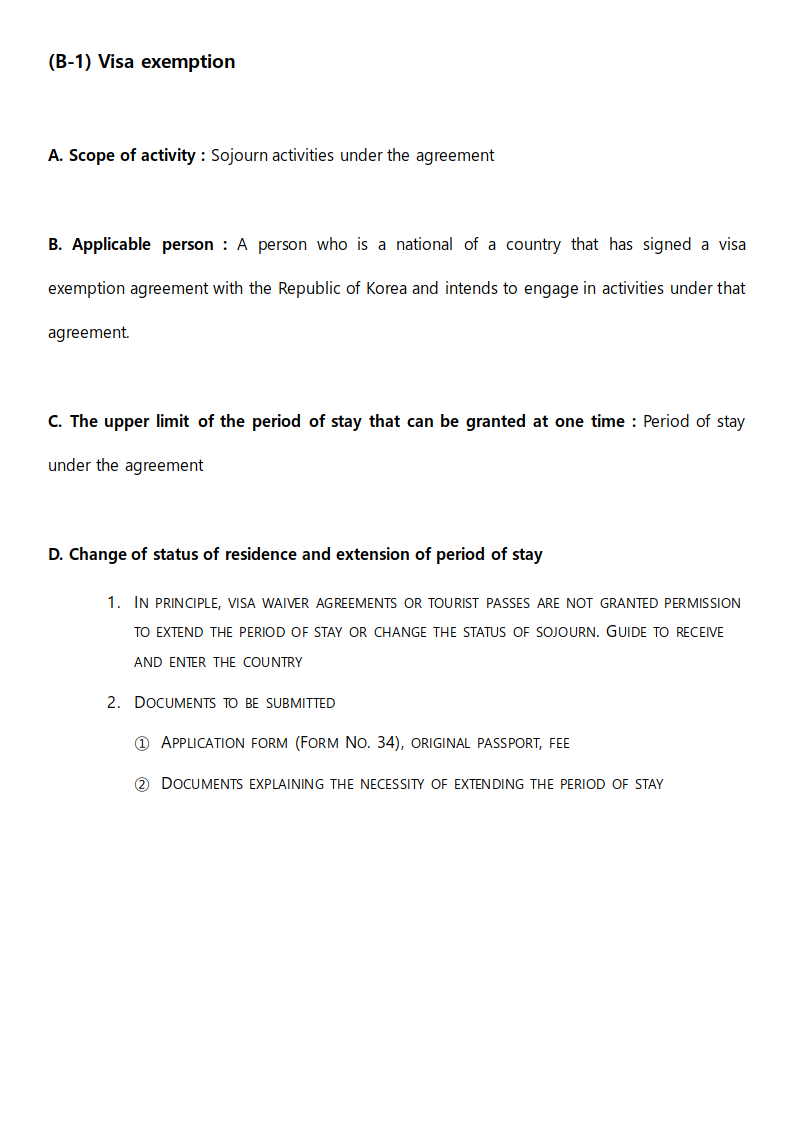 (B-1) Visa exemption
A. Scope of activity : Sojourn activities under the agreement
B. Applicable person : A person who is a national of a country that has signed a visa
exemption agreement with the Republic of Korea and intends to engage in activities under that
agreement.
C. The upper limit of the period of stay that can be granted at one time : Period of stay
under the agreement
D. Change of status of residence and extension of period of stay
1. In principle, visa waiver agreements or tourist passes are not granted permission
to extend the period of stay or change the status of sojourn. Guide to receive
and enter the country
2. Documents to be submitted
① Application form (Form No. 34), original passport, fee
② Documents explaining the necessity of extending the period of stay